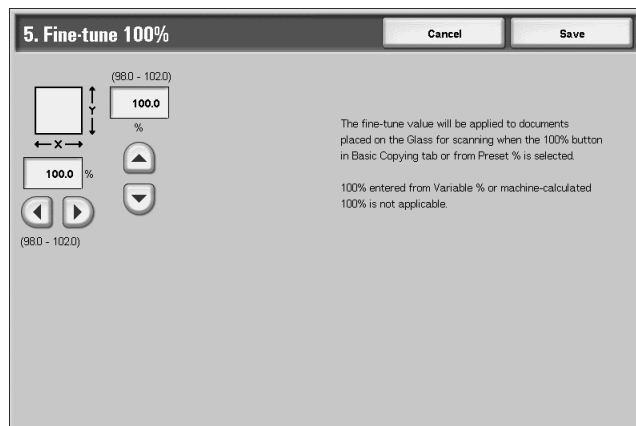 5. Fine-tune 100%
Cancel
Save
(98.0 - 102.0)
100.0
%
Y
X
100.0 %
(98.0 - 102.0)
The fine-tune value will be applied to documents
placed on the Glass for scanning when the 100% button
in Basic Copying tab or from Preset % is selected.
100% entered from Variable % or machine-calculated
100% is not applicable.